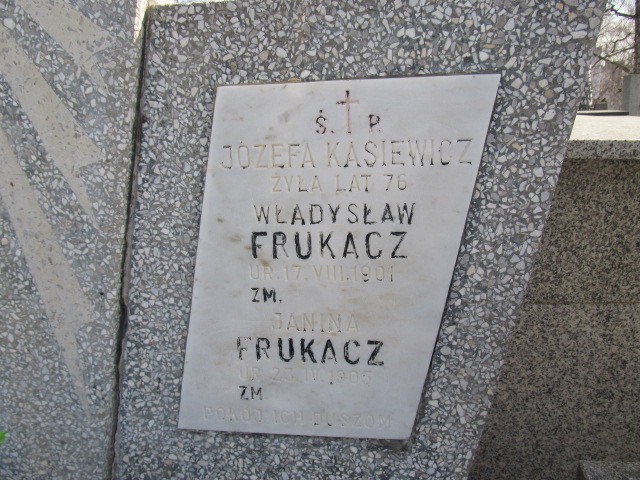 Ś. P.
JÓZEFA KASIEWICZ
ŻYŁA LAT 76
WŁADYSŁAW
FRUKACZ
UR. 17.VIII.1901
ZM.
JANINA
FRUKACZ
UR. 23.IV.1905
ZM.
POKÓJ ICH DUSZOM